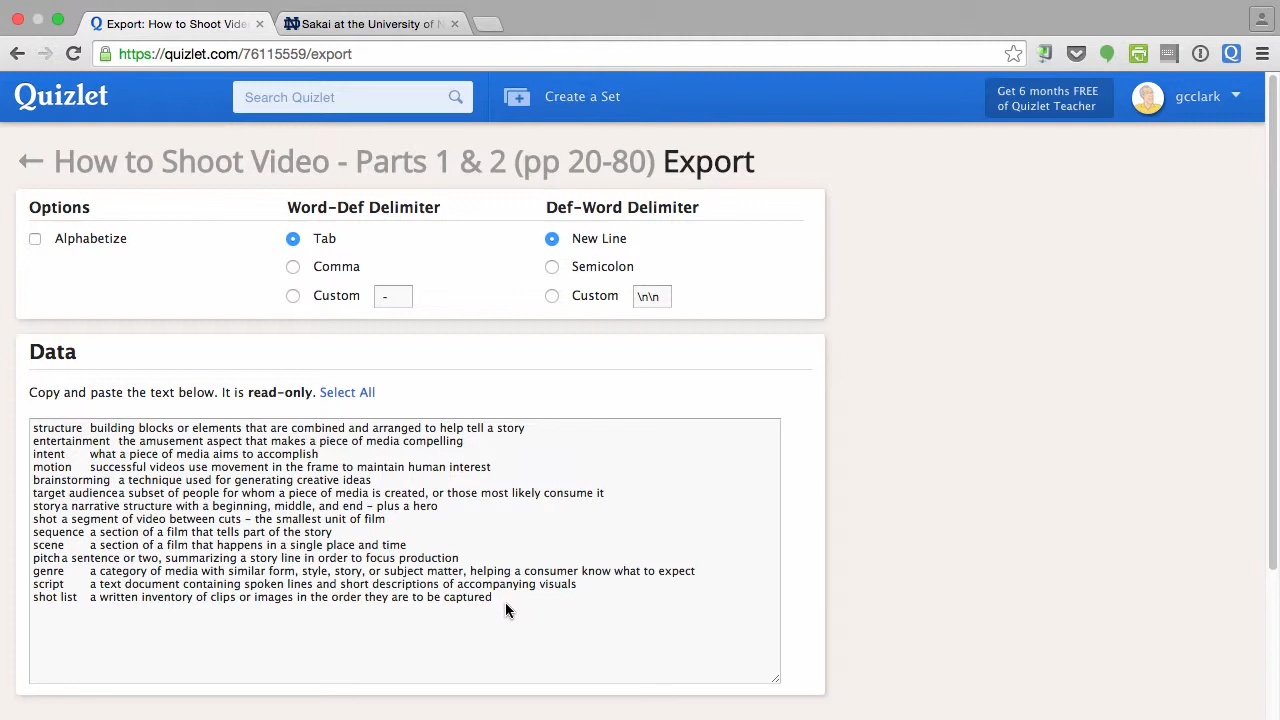 Export: How to Shoot Vide
Sakai at the University of N
https://quizlet.com/76115559/export
Quizlet
Search Quizlet
Create a Set
Get 6 months FREE
of Quizlet Teacher
gcclark
← How to Shoot Video - Parts 1 & 2 (pp 20-80) Export
Options
Word-Def Delimiter
Def-Word Delimiter
Alphabetize
Tab
New Line
Comma
Semicolon
Custom -
Custom \n\n
Data
Copy and paste the text below. It is read-only. Select All
structure building blocks or elements that are combined and arranged to help tell a story
entertainment the amusement aspect that makes a piece of media compelling
intent what a piece of media aims to accomplish
motion successful videos use movement in the frame to maintain human interest
brainstorming a technique used for generating creative ideas
target audience a subset of people for whom a piece of media is created, or those most likely consume it
story a narrative structure with a beginning, middle, and end - plus a hero
shot a segment of video between cuts - the smallest unit of film
sequence a section of a film that tells part of the story
scene a section of a film that happens in a single place and time
pitch a sentence or two, summarizing a story line in order to focus production
genre a category of media with similar form, style, story, or subject matter, helping a consumer know what to expect
script a text document containing spoken lines and short descriptions of accompanying visuals
shot list a written inventory of clips or images in the order they are to be captured